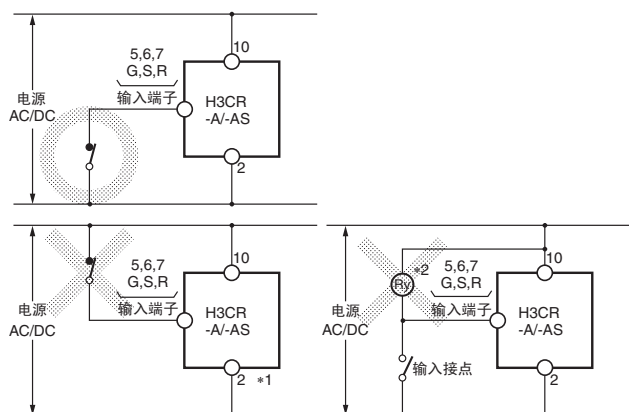 10
5,6,7
G,S,R
电源
AC/DC
输入端子
H3CR
-A/-AS
2
10
5,6,7
G,S,R
电源
AC/DC
输入端子
H3CR
-A/-AS
2 *1
Ry *2
10
5,6,7
G,S,R
电源
AC/DC
输入端子
H3CR
-A/-AS
输入接点
2